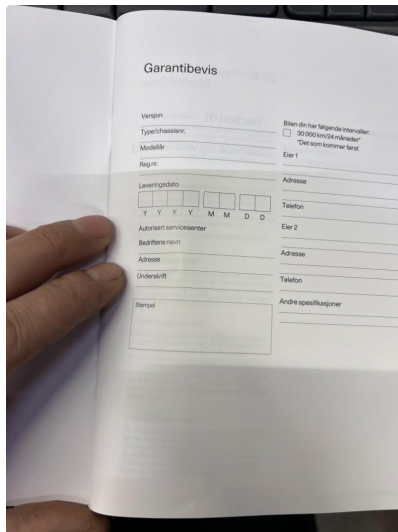 Garantibevis
Versjon
Type/chassisnr.
Modellår
Reg.nr.
Leveringsdato
Y Y Y Y M M D D
Autorisert servicesenter
Bedriftens navn
Adresse
Underskrift
Stempel
Bilen din har følgende intervaller:
30 000 km/24 måneder*
*Det som kommer først
Eier 1
Adresse
Telefon
Eier 2
Adresse
Telefon
Andre spesifikasjoner